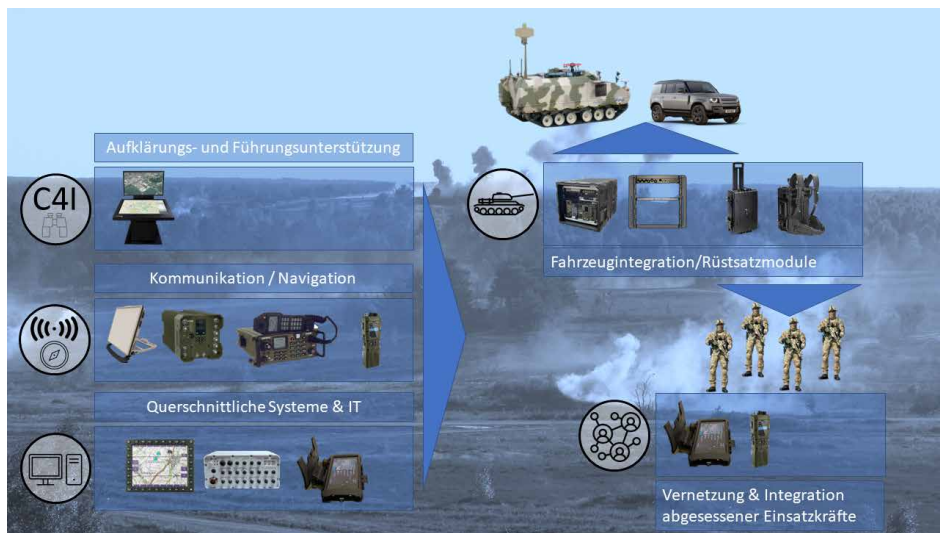 Aufklärungs- und Führungsunterstützung
C4I
Kommunikation / Navigation
Querschnittliche Systeme & IT
Fahrzeugintegration/Rüstsatzmodule
Vernetzung & Integration
abgesessener Einsatzkräfte